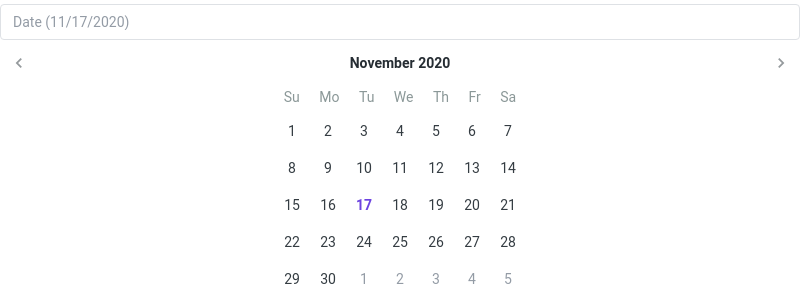 Date (11/17/2020)
November 2020
Su Mo Tu We Th Fr Sa
1 2 3 4 5 6 7
8 9 10 11 12 13 14
15 16 17 18 19 20 21
22 23 24 25 26 27 28
29 30 1 2 3 4 5